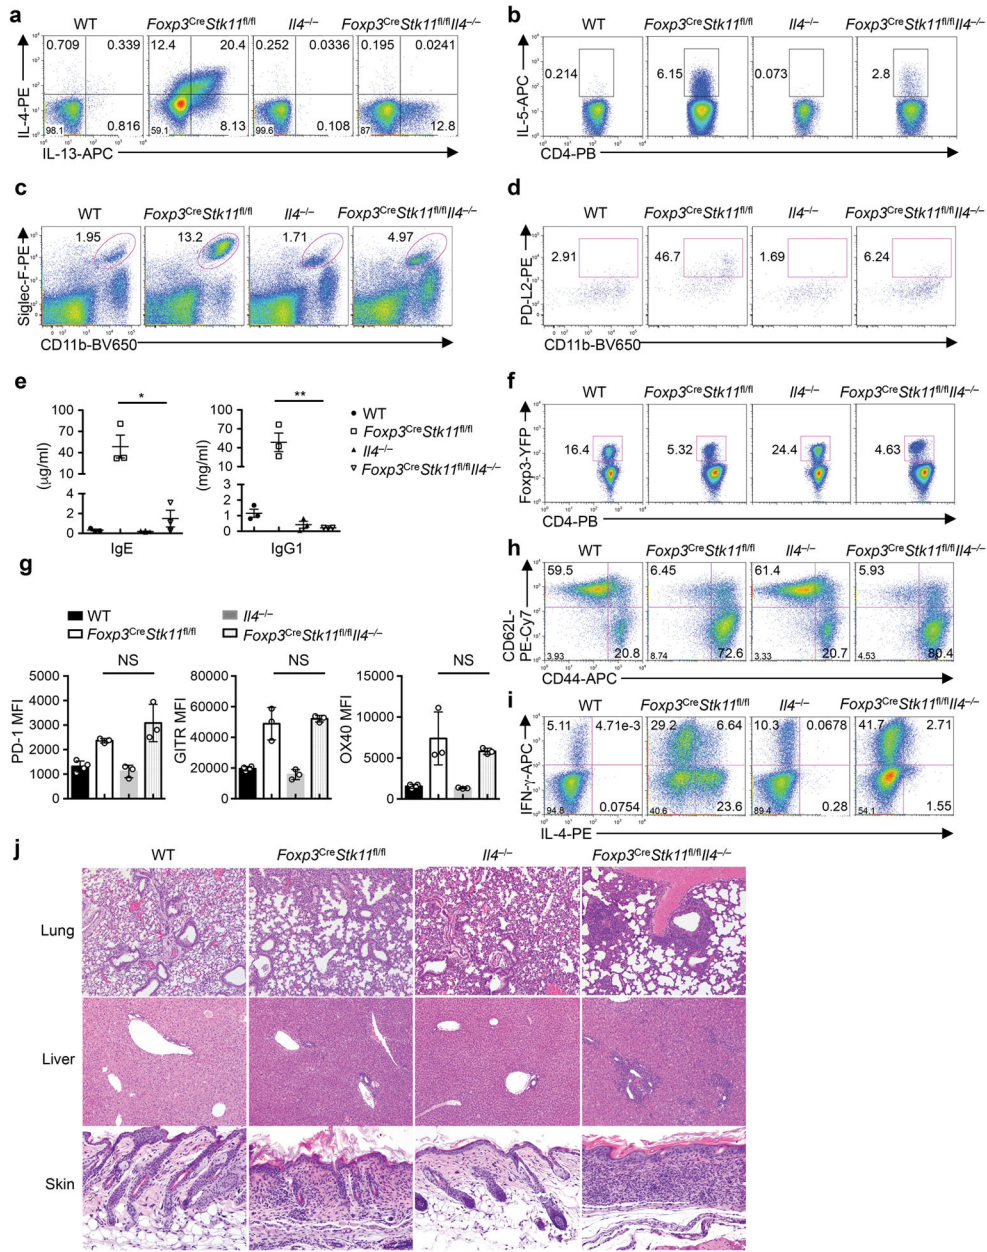 a
WT Foxp3CreStk11fl/fl Il4–/– Foxp3CreStk11fl/flIl4–/–
0.709 0.339 12.4 20.4 0.252 0.0336 0.195 0.0241
IL-4-PE
98.1 0.816 59.1 8.13 99.6 0.108 87 12.8
IL-13-APC
b
WT Foxp3CreStk11fl/fl Il4–/– Foxp3CreStk11fl/flIl4–/–
IL-5-APC
0.214 6.15 0.073 2.8
CD4-PB
c
WT Foxp3CreStk11fl/fl Il4–/– Foxp3CreStk11fl/flIl4–/–
1.95 13.2 1.71 4.97
Siglec-F-PE
CD11b-BV650
d
WT Foxp3CreStk11fl/fl Il4–/– Foxp3CreStk11fl/flIl4–/–
2.91 46.7 1.69 6.24
PD-L2-PE
CD11b-BV650
e
* **
100
80
60
40
20
4
2
0
(µg/ml)
IgE
100
80
60
40
20
3
2
1
0
(mg/ml)
IgG1
WT
Foxp3CreStk11fl/fl
Il4–/–
Foxp3CreStk11fl/flIl4–/–
f
WT Foxp3CreStk11fl/fl Il4–/– Foxp3CreStk11fl/flIl4–/–
Foxp3-YFP
16.4 5.32 24.4 4.63
CD4-PB
g
WT Il4–/–
Foxp3CreStk11fl/fl Foxp3CreStk11fl/flIl4–/–
NS NS NS
5000
4000
3000
2000
1000
0
PD-1 MFI
80000
60000
40000
20000
0
GITR MFI
15000
10000
5000
0
OX40 MFI
h
WT Foxp3CreStk11fl/fl Il4–/– Foxp3CreStk11fl/flIl4–/–
59.5 6.45 61.4 5.93
CD62L-
PE-Cy7
3.93 20.8 8.74 72.6 3.33 20.7 4.53 80.4
CD44-APC
i
WT Foxp3CreStk11fl/fl Il4–/– Foxp3CreStk11fl/flIl4–/–
5.11 4.71e-3 29.2 6.64 10.3 0.0678 41.7 2.71
IFN-γ-APC
94.8 0.0754 40.6 23.6 89.4 0.28 54.1 1.55
IL-4-PE
j
WT Foxp3CreStk11fl/fl Il4–/– Foxp3CreStk11fl/flIl4–/–
Lung
Liver
Skin